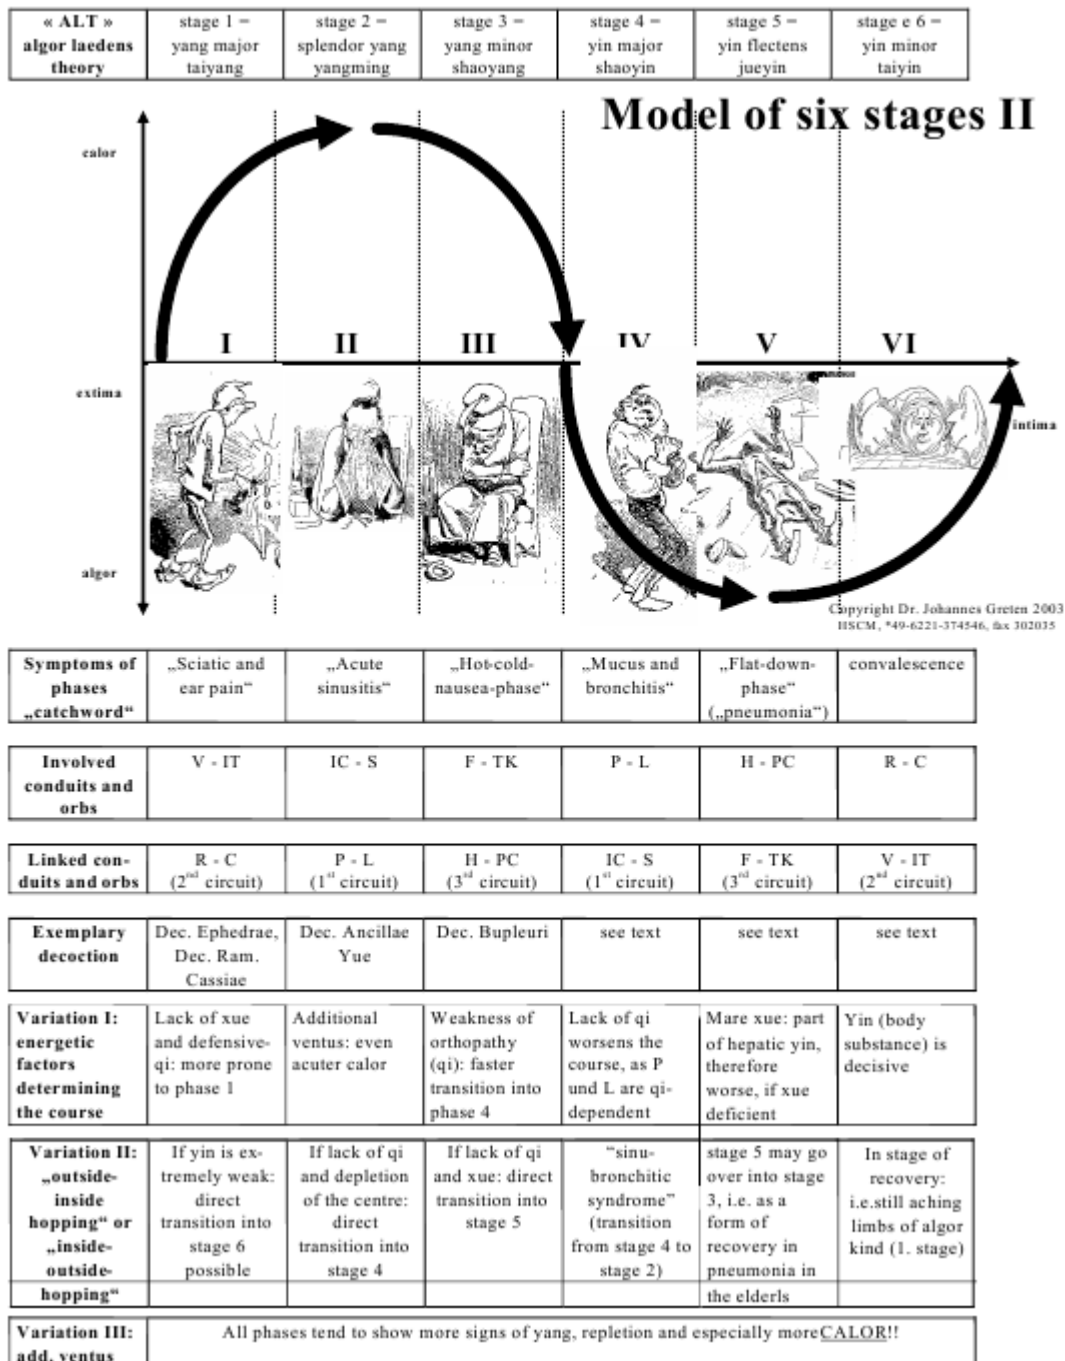 « ALT »
algor laedens
theory
stage 1 =
yang major
taiyang
stage 2 =
splendor yang
yangming
stage 3 =
yang minor
shaoyang
stage 4 =
yin major
shaoyin
stage 5 =
yin flectens
jueyin
stage e 6 =
yin minor
taiyin
Model of six stages II
calor
I
II
III
IV
V
VI
extima
intima
algor
Copyright Dr. Johannes Greten 2003
HSCM, *49-6221-374546, fax 302035
Symptoms of
phases
„catchword“
„Sciatic and
ear pain“
„Acute
sinusitis“
„Hot-cold-
nausea-phase“
„Mucus and
bronchitis“
„Flat-down-
phase“
(„pneumonia“)
convalescence
Involved
conduits and
orbs
V - IT
IC - S
F - TK
P - L
H - PC
R - C
Linked con-
duits and orbs
R - C
(2nd circuit)
P - L
(1st circuit)
H - PC
(3rd circuit)
IC - S
(1st circuit)
F - TK
(3rd circuit)
V - IT
(2nd circuit)
Exemplary
decoction
Dec. Ephedrae,
Dec. Ram.
Cassiae
Dec. Ancillae
Yue
Dec. Bupleuri
see text
see text
see text
Variation I:
energetic
factors
determining
the course
Lack of xue
and defensive-
qi: more prone
to phase 1
Additional
ventus: even
acuter calor
Weakness of
orthopathy
(qi): faster
transition into
phase 4
Lack of qi
worsens the
course, as P
und L are qi-
dependent
Mare xue: part
of hepatic yin,
therefore
worse, if xue
deficient
Yin (body
substance) is
decisive
Variation II:
„outside-
inside
hopping“ or
„inside-
outside-
hopping“
If yin is ex-
tremely weak:
direct
transition into
stage 6
possible
If lack of qi
and depletion
of the centre:
direct
transition into
stage 4
If lack of qi
and xue: direct
transition into
stage 5
“sinu-
bronchitic
syndrome”
(transition
from stage 4 to
stage 2)
stage 5 may go
over into stage
3, i.e. as a
form of
recovery in
pneumonia in
the elderls
In stage of
recovery:
i.e.still aching
limbs of algor
kind (1. stage)
Variation III:
add. ventus
All phases tend to show more signs of yang, repletion and especially more CALOR!!